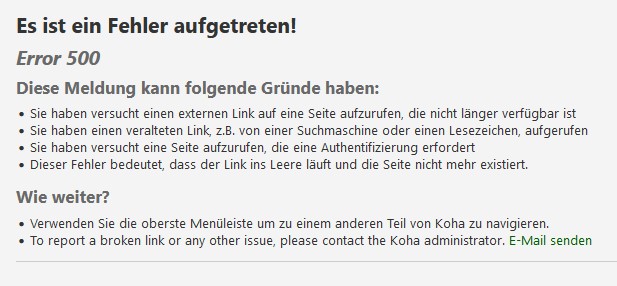 Es ist ein Fehler aufgetreten!
Error 500
Diese Meldung kann folgende Gründe haben:
• Sie haben versucht einen externen Link auf eine Seite aufzurufen, die nicht länger verfügbar ist
• Sie haben einen veralteten Link, z.B. von einer Suchmaschine oder einen Lesezeichen, aufgerufen
• Sie haben versucht eine Seite aufzurufen, die eine Authentifizierung erfordert
• Dieser Fehler bedeutet, dass der Link ins Leere läuft und die Seite nicht mehr existiert.
Wie weiter?
• Verwenden Sie die oberste Menüleiste um zu einem anderen Teil von Koha zu navigieren.
• To report a broken link or any other issue, please contact the Koha administrator. E-Mail senden